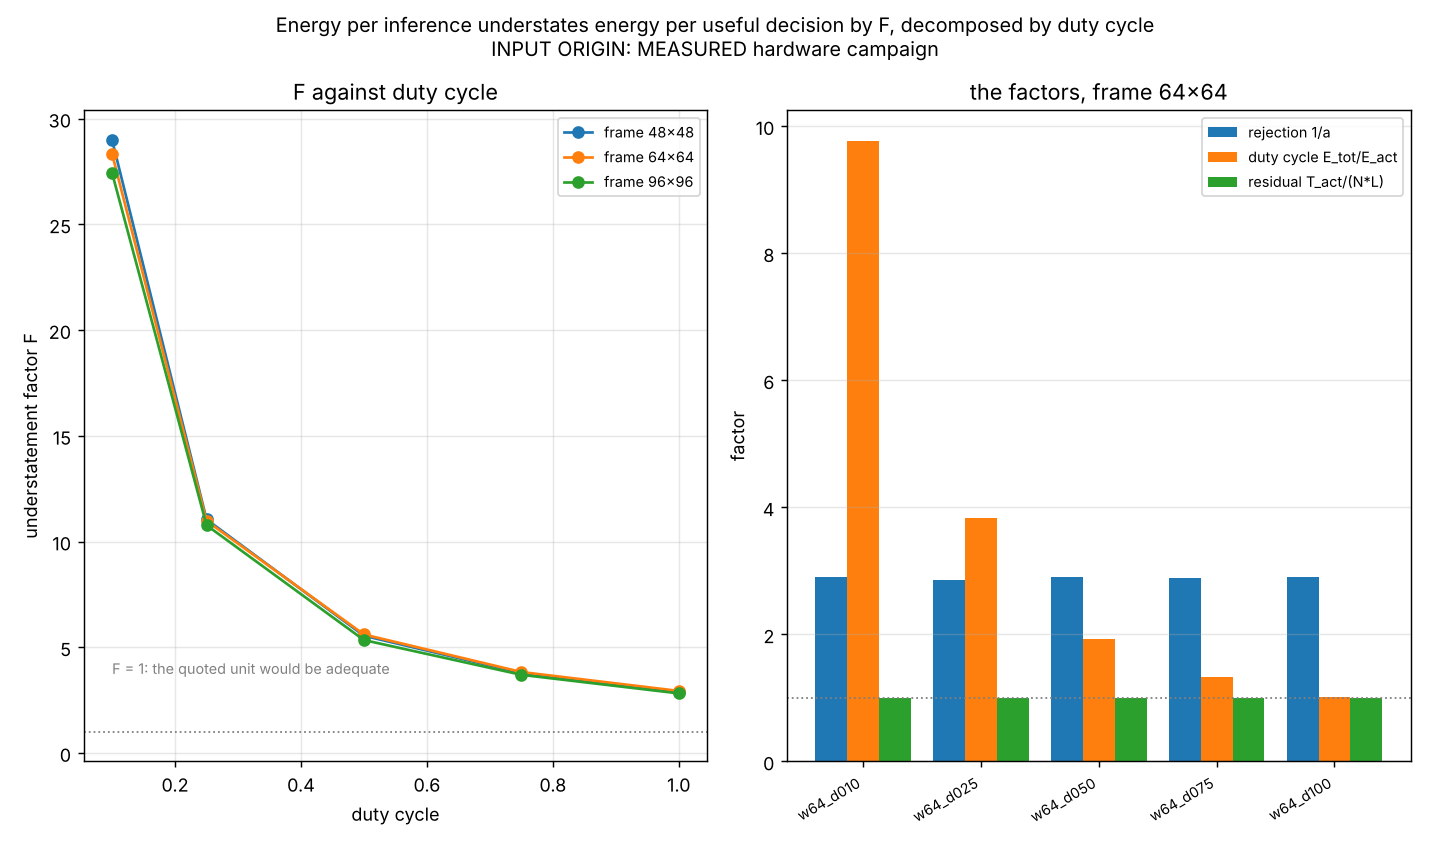 Energy per inference understates energy per useful decision by F, decomposed by duty cycle
INPUT ORIGIN: MEASURED hardware campaign
F against duty cycle
understatement factor F
30
25
20
15
10
5
0
frame 48×48
frame 64×64
frame 96×96
F = 1: the quoted unit would be adequate
0.2
0.4
0.6
0.8
1.0
duty cycle
the factors, frame 64×64
factor
10
8
6
4
2
0
rejection 1/a
duty cycle E_tot/E_act
residual T_act/(N*L)
w64_d010
w64_d025
w64_d050
w64_d075
w64_d100